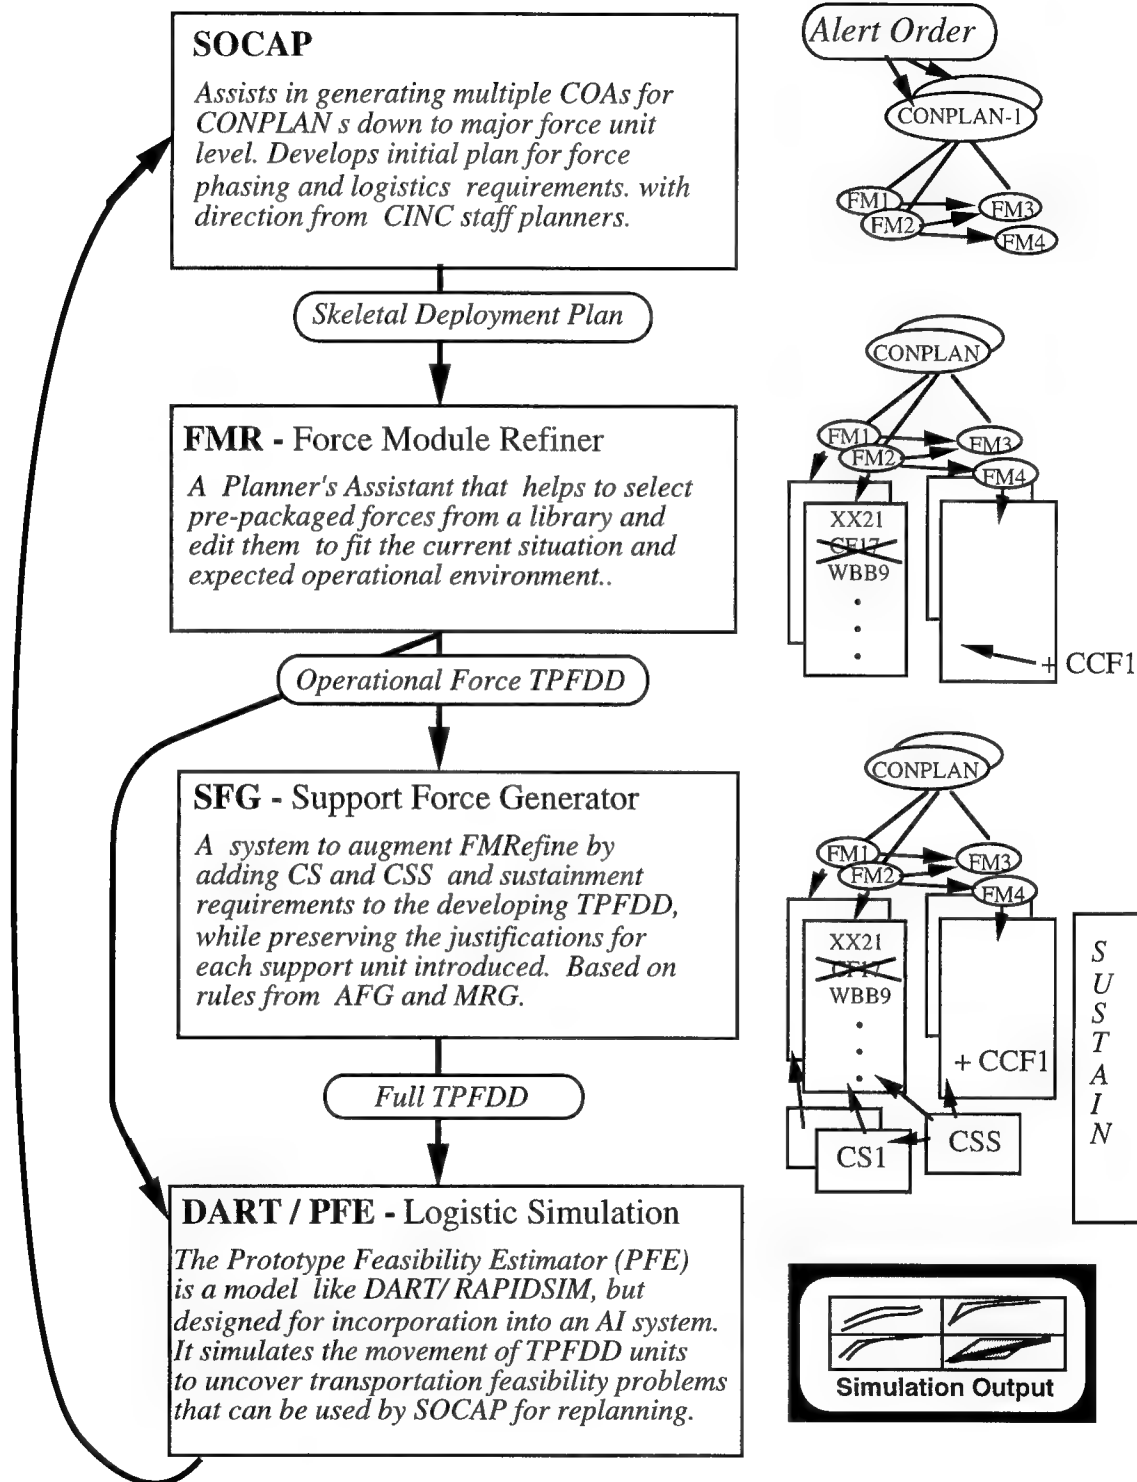 SOCAP
Assists in generating multiple COAs for
CONPLAN s down to major force unit
level. Develops initial plan for force
phasing and logistics requirements. with
direction from CINC staff planners.
Skeletal Deployment Plan
FMR - Force Module Refiner
A Planner's Assistant that helps to select
pre-packaged forces from a library and
edit them to fit the current situation and
expected operational environment..
Operational Force TPFDD
SFG - Support Force Generator
A system to augment FMRefine by
adding CS and CSS and sustainment
requirements to the developing TPFDD,
while preserving the justifications for
each support unit introduced. Based on
rules from AFG and MRG.
Full TPFDD
DART / PFE - Logistic Simulation
The Prototype Feasibility Estimator (PFE)
is a model like DART/ RAPIDSIM, but
designed for incorporation into an AI system.
It simulates the movement of TPFDD units
to uncover transportation feasibility problems
that can be used by SOCAP for replanning.
Alert Order
CONPLAN-1
FM1
FM2
FM3
FM4
CONPLAN
FM1
FM2
FM3
FM4
XX21
CF17
WBB9
+ CCF1
CONPLAN
FM1
FM2
FM3
FM4
XX21
CF17
WBB9
+ CCF1
CS1
CSS
SUSTAIN
Simulation Output